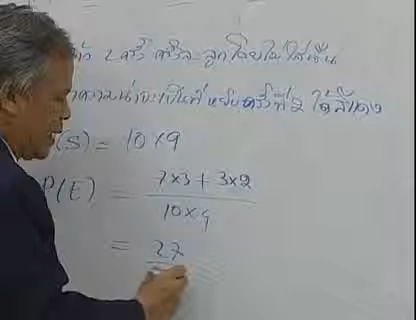 2 ครั้ง ครั้งละ ลูกโดยไม่ใส่คืน
ความน่าจะเป็นที่หยิบครั้งที่ 2 ได้สีแดง
(S) = 10×9
P(E) = 7×3+3×2
10×9
= 27